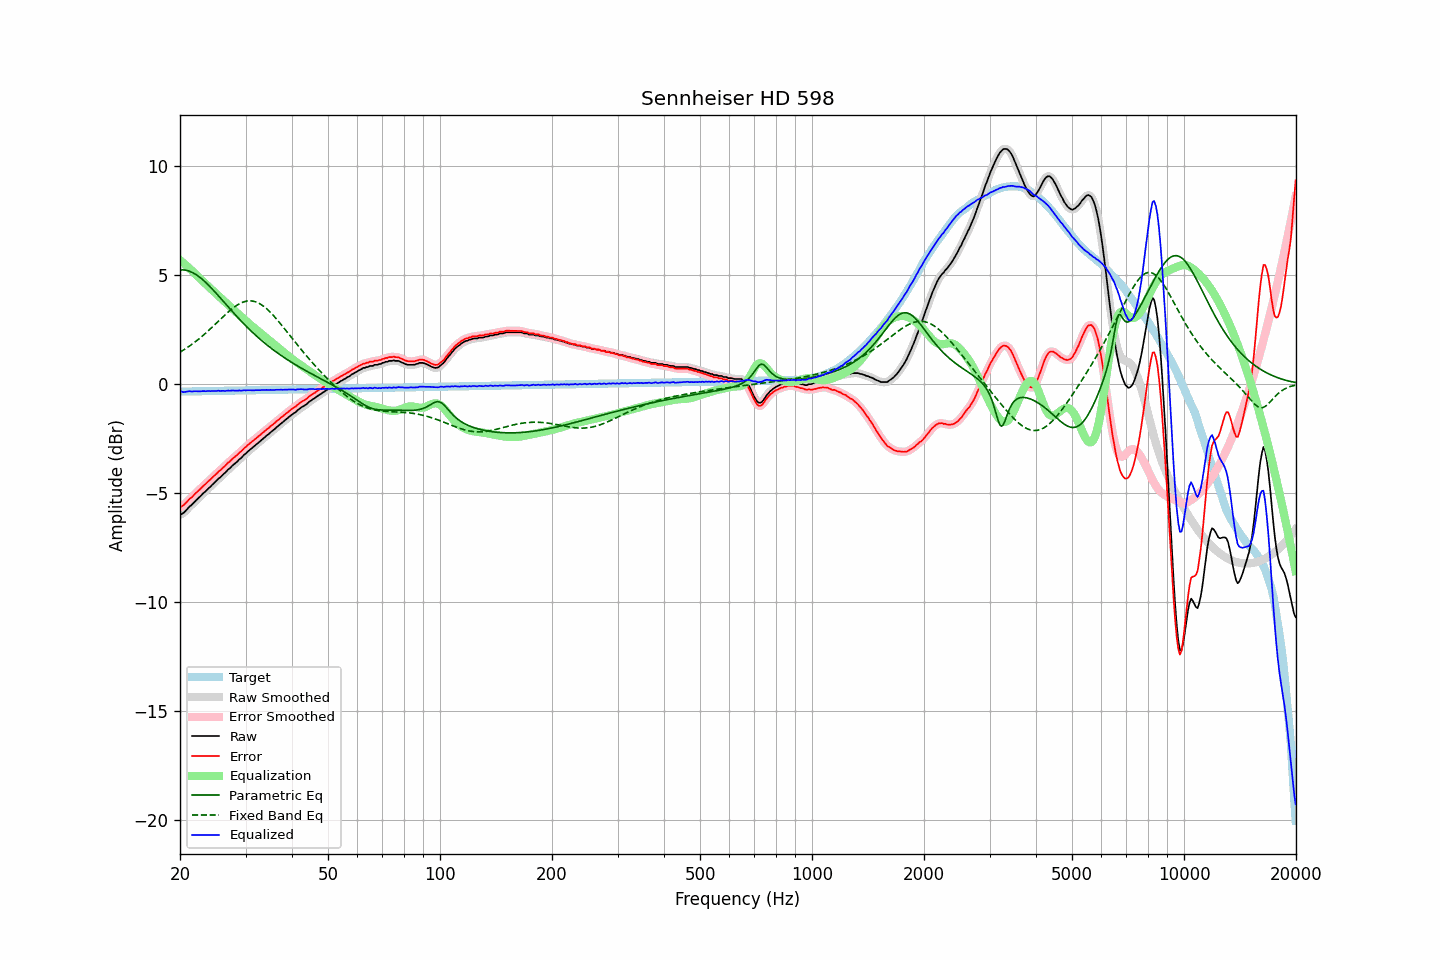 Sennheiser HD 598
Amplitude (dBr)
10
5
0
−5
−10
−15
−20
Target
Raw Smoothed
Error Smoothed
Raw
Error
Equalization
Parametric Eq
Fixed Band Eq
Equalized
20 50 100 200 500 1000 2000 5000 10000 20000
Frequency (Hz)